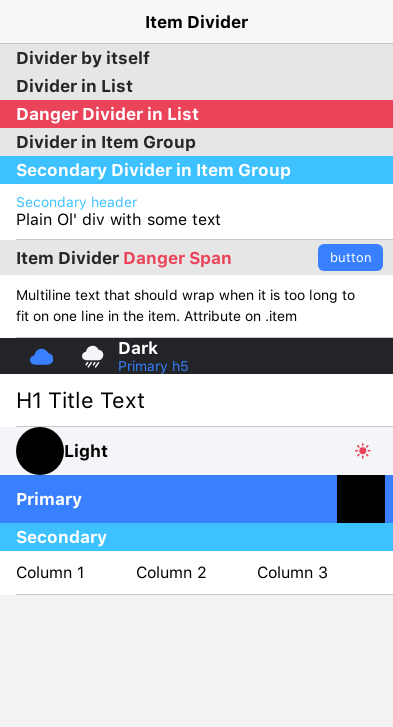 Item Divider
Divider by itself
Divider in List
Danger Divider in List
Divider in Item Group
Secondary Divider in Item Group
Secondary header
Plain Ol' div with some text
Item Divider Danger Span
button
Multiline text that should wrap when it is too long to
fit on one line in the item. Attribute on .item
Dark
Primary h5
H1 Title Text
Light
Primary
Secondary
Column 1 Column 2 Column 3